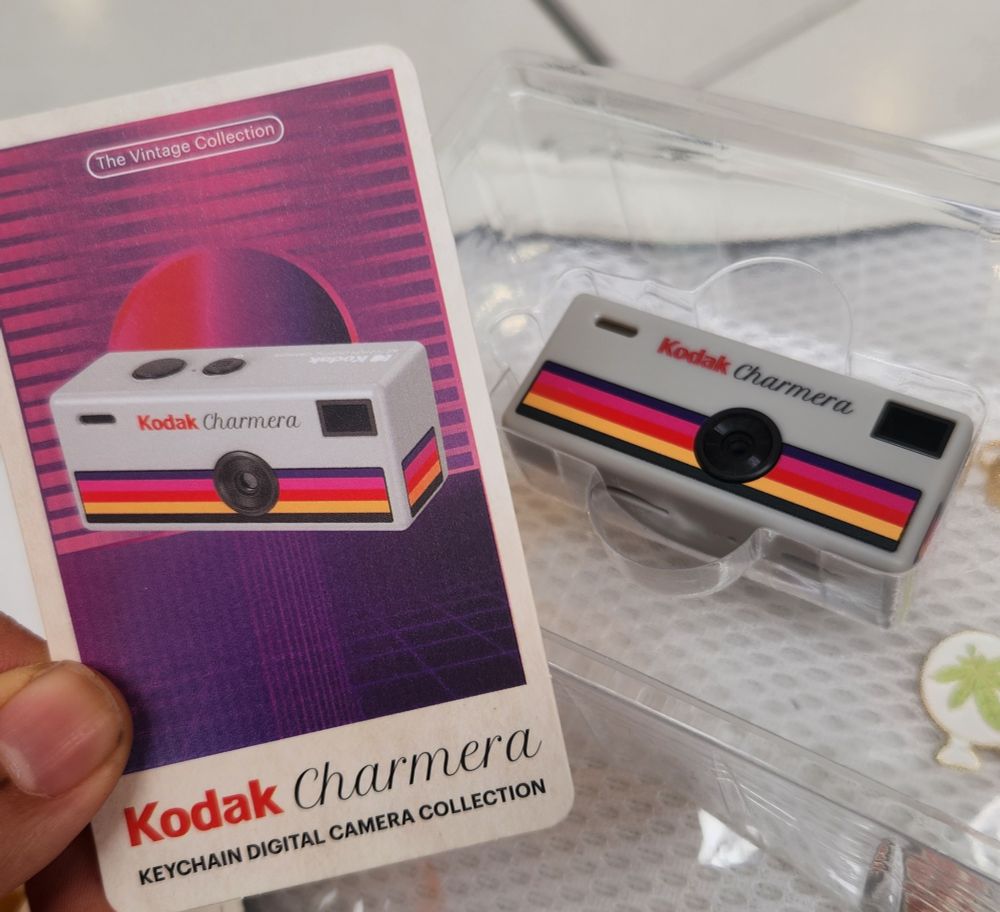 The Vintage Collection
Kodak
Kodak Charmera
Kodak Charmera
KEYCHAIN DIGITAL CAMERA COLLECTION
Kodak Charmera